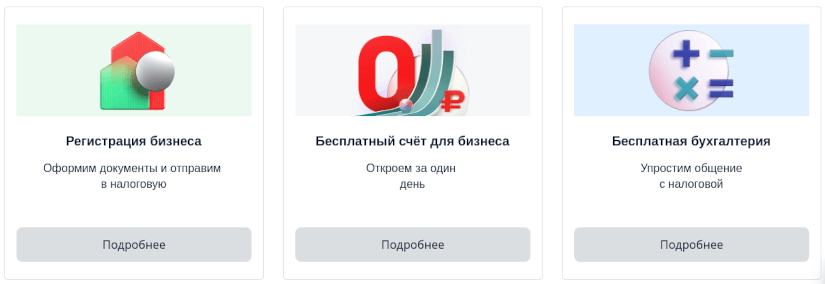 0 ₽
Регистрация бизнеса
Оформим документы и отправим
в налоговую
Подробнее
Бесплатный счёт для бизнеса
Откроем за один
день
Подробнее
Бесплатная бухгалтерия
Упростим общение
с налоговой
Подробнее